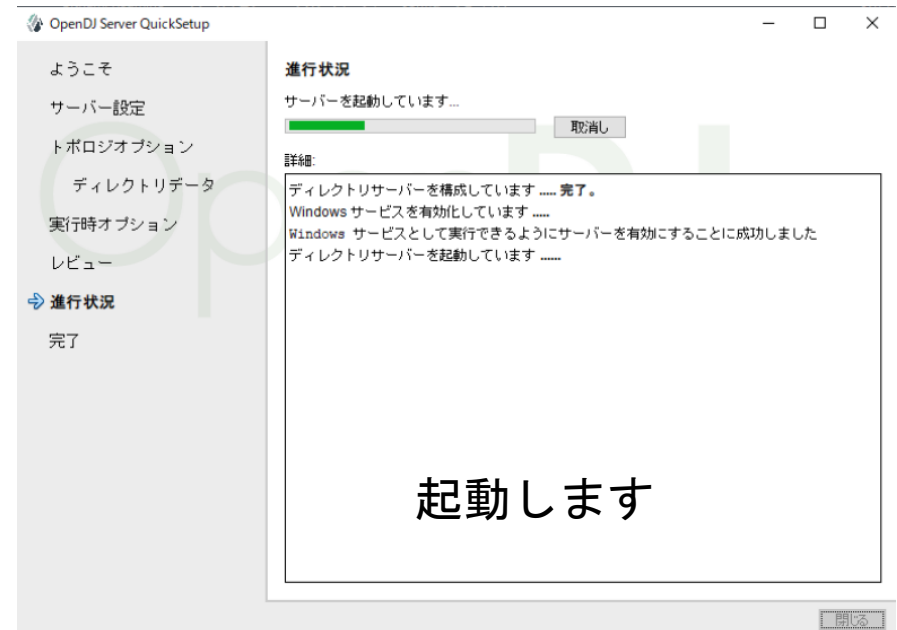 OpenDJ Server QuickSetup
ようこそ
サーバー設定
トポロジオプション
ディレクトリデータ
実行時オプション
レビュー
進行状況
完了
進行状況
サーバーを起動しています...
取消し
詳細:
ディレクトリサーバーを構成しています ..... 完了。
Windows サービスを有効化しています .....
Windows サービスとして実行できるようにサーバーを有効にすることに成功しました
ディレクトリサーバーを起動しています ......
起動します
閉じる
OpenDJ